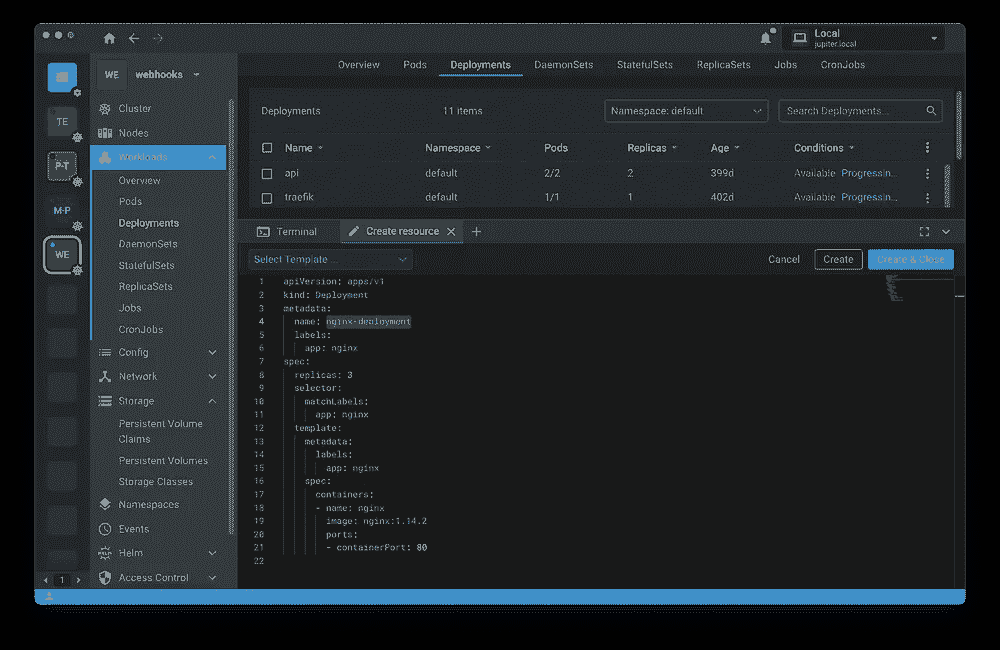 Local
jupiter.local
WE webhooks
Overview Pods Deployments DaemonSets StatefulSets ReplicaSets Jobs CronJobs
TE
P-T
M-P
WE
1
Cluster
Nodes
Workloads
Overview
Pods
Deployments
DaemonSets
StatefulSets
ReplicaSets
Jobs
CronJobs
Config
Network
Storage
Persistent Volume
Claims
Persistent Volumes
Storage Classes
Namespaces
Events
Helm
Access Control
Deployments 11 items Namespace: default Search Deployments...
Name Namespace Pods Replicas Age Conditions
api default 2/2 2 399d Available Progressin...
traefik default 1/1 1 402d Available Progressin...
Terminal Create resource
Select Template ... Cancel Create Create & Close
1 apiVersion: apps/v1
2 kind: Deployment
3 metadata:
4 name: nginx-deployment
5 labels:
6 app: nginx
7 spec:
8 replicas: 3
9 selector:
10 matchLabels:
11 app: nginx
12 template:
13 metadata:
14 labels:
15 app: nginx
16 spec:
17 containers:
18 - name: nginx
19 image: nginx:1.14.2
20 ports:
21 - containerPort: 80
22